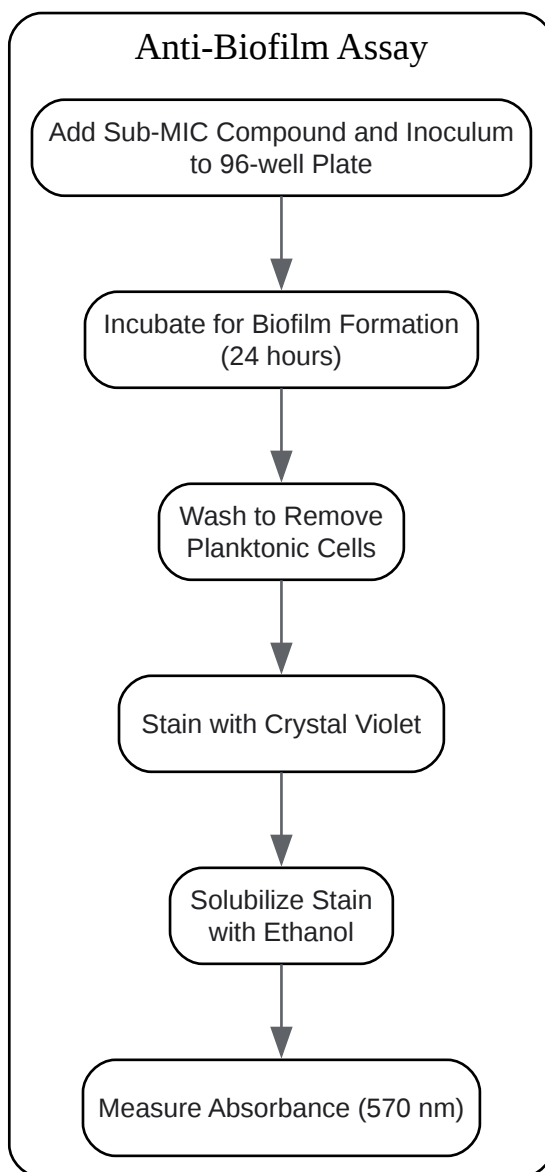 Anti-Biofilm Assay
Add Sub-MIC Compound and Inoculum
to 96-well Plate
Incubate for Biofilm Formation
(24 hours)
Wash to Remove
Planktonic Cells
Stain with Crystal Violet
Solubilize Stain
with Ethanol
Measure Absorbance (570 nm)